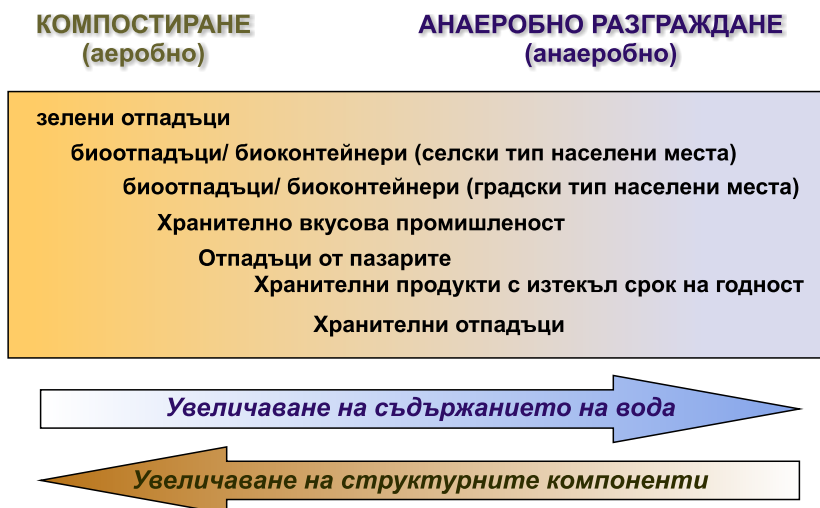 КОМПОСТИРАНЕ
(аеробно)
АНАЕРОБНО РАЗГРАЖДАНЕ
(анаеробно)
зелени отпадъци
биоотпадъци/ биоконтейнери (селски тип населени места)
биоотпадъци/ биоконтейнери (градски тип населени места)
Хранително вкусова промишленост
Отпадъци от пазарите
Хранителни продукти с изтекъл срок на годност
Хранителни отпадъци
Увеличаване на съдържанието на вода
Увеличаване на структурните компоненти